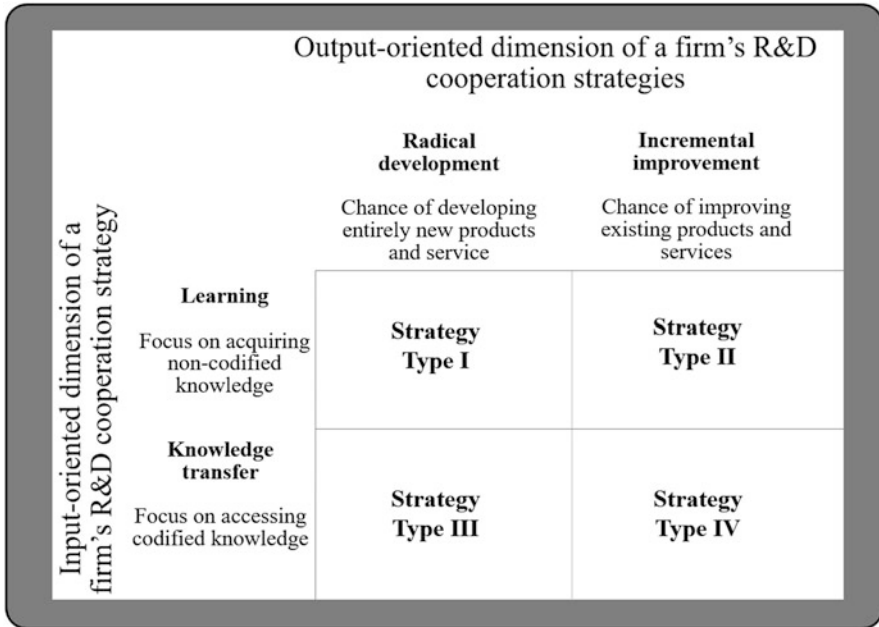 Output-oriented dimension of a firm's R&D
cooperation strategies
Radical
development
Chance of developing
entirely new products
and service
Incremental
improvement
Chance of improving
existing products and
services
Input-oriented dimension of a
firm's R&D cooperation strategy
Learning
Focus on acquiring
non-codified
knowledge
Strategy
Type I
Strategy
Type II
Knowledge
transfer
Focus on accessing
codified knowledge
Strategy
Type III
Strategy
Type IV